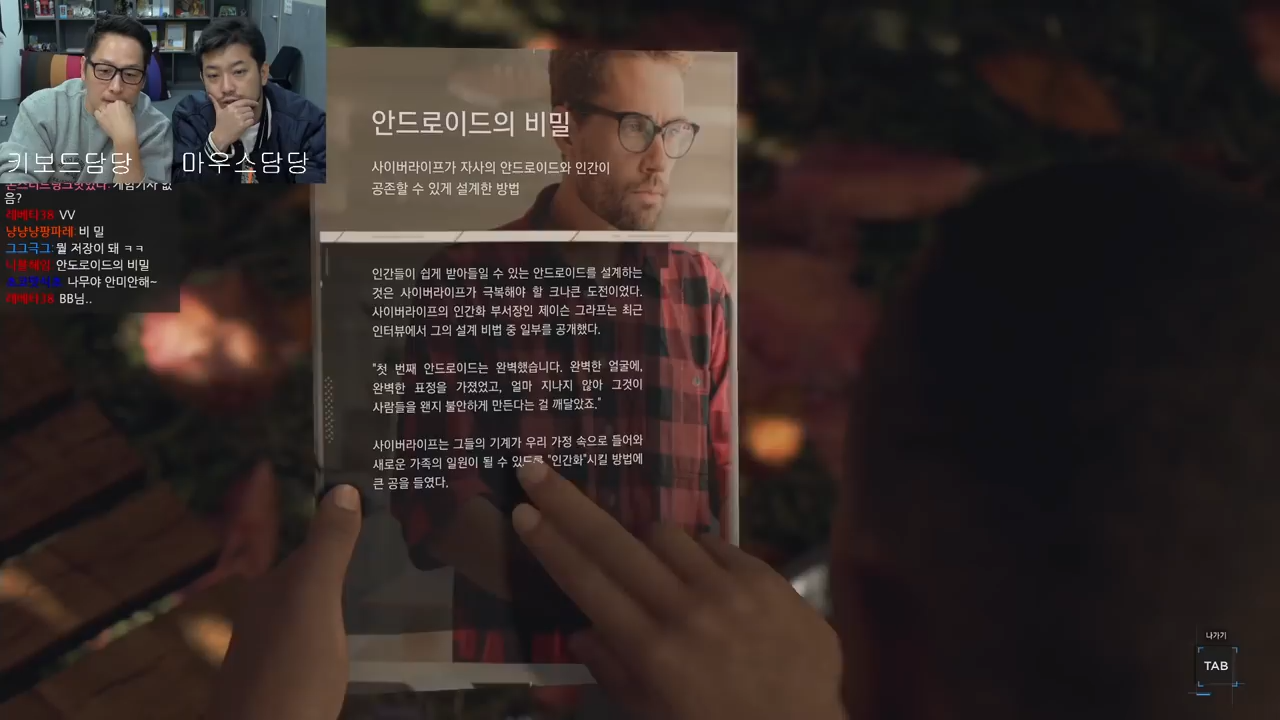 키보드담당
마우스담당
음?
레베티38 VV
냥냥냥팡파레: 비 밀
그그극그: 뭘 저장이 돼 ㅋㅋ
안도로이드의 비밀
나무야 안미안해~
레베티38 BB님..
안드로이드의 비밀
사이버라이프가 자사의 안드로이드와 인간이
공존할 수 있게 설계한 방법
인간들이 쉽게 받아들일 수 있는 안드로이드를 설계하는
것은 사이버라이프가 극복해야 할 크나큰 도전이었다.
사이버라이프의 인간화 부서장인 제이슨 그라프는 최근
인터뷰에서 그의 설계 비법 중 일부를 공개했다.
"첫 번째 안드로이드는 완벽했습니다. 완벽한 얼굴에,
완벽한 표정을 가졌었고, 얼마 지나지 않아 그것이
사람들을 왠지 불안하게 만든다는 걸 깨달았죠."
사이버라이프는 그들의 기계가 우리 가정 속으로 들어와
새로운 가족의 일원이 될 수 있도록 "인간화"시킬 방법에
큰 공을 들였다.
나가기
TAB